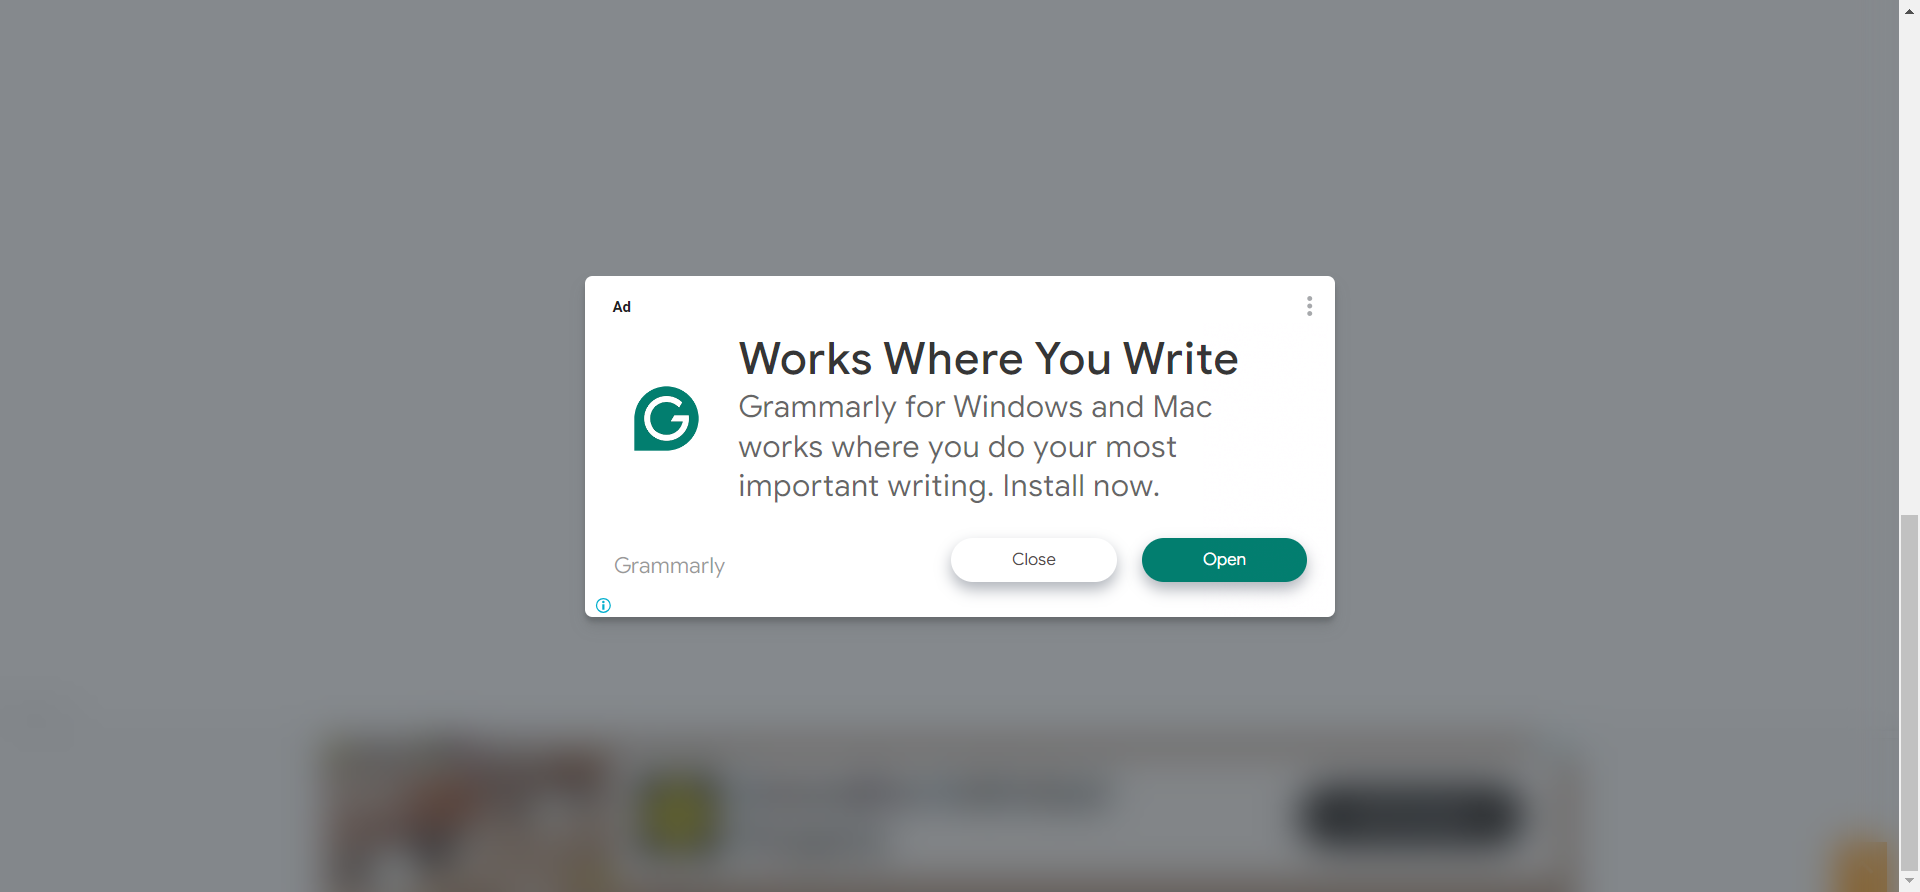 Ad
Works Where You Write
Grammarly for Windows and Mac
works where you do your most
important writing. Install now.
Grammarly
Close
Open